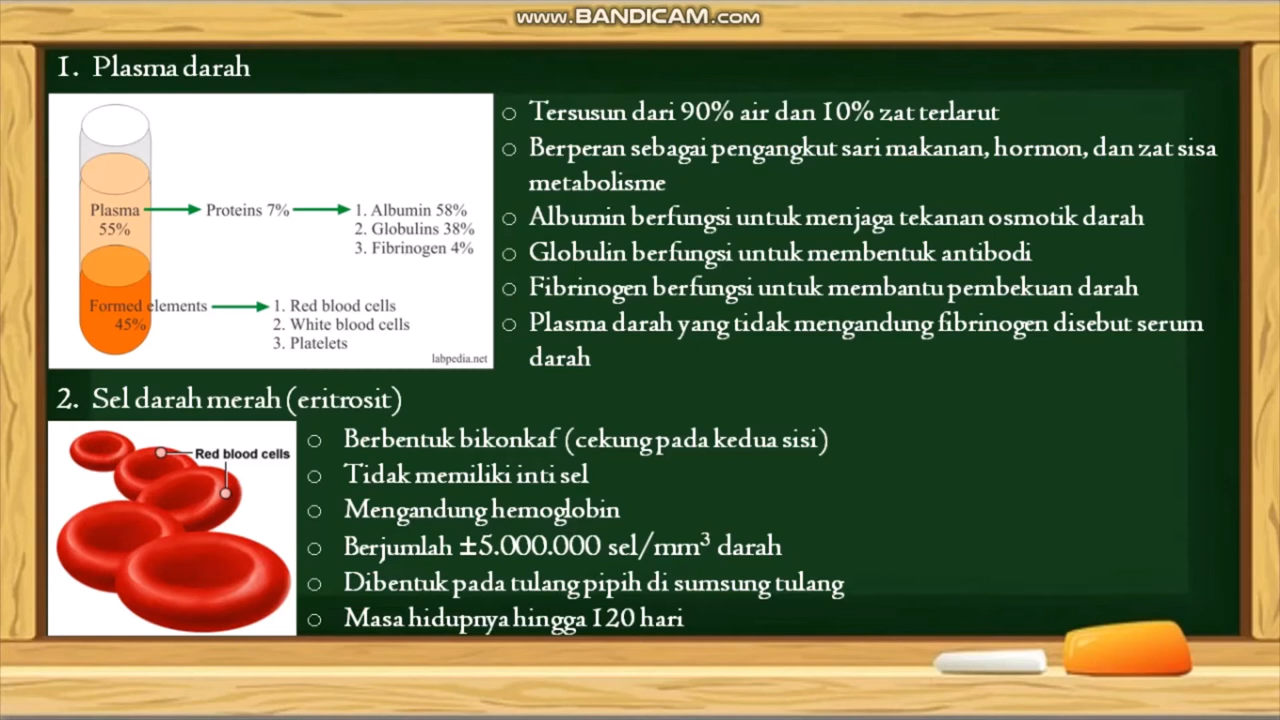 www.BANDICAM.com
1. Plasma darah
Plasma
55%
Proteins 7%
1. Albumin 58%
2. Globulins 38%
3. Fibrinogen 4%
Formed elements
45%
1. Red blood cells
2. White blood cells
3. Platelets
labpedia.net
○ Tersusun dari 90% air dan 10% zat terlarut
○ Berperan sebagai pengangkut sari makanan, hormon, dan zat sisa
metabolisme
○ Albumin berfungsi untuk menjaga tekanan osmotik darah
○ Globulin berfungsi untuk membentuk antibodi
○ Fibrinogen berfungsi untuk membantu pembekuan darah
○ Plasma darah yang tidak mengandung fibrinogen disebut serum
darah
2. Sel darah merah (eritrosit)
Red blood cells
○ Berbentuk bikonkaf (cekung pada kedua sisi)
○ Tidak memiliki inti sel
○ Mengandung hemoglobin
○ Berjumlah ±5.000.000 sel/mm³ darah
○ Dibentuk pada tulang pipih di sumsung tulang
○ Masa hidupnya hingga 120 hari